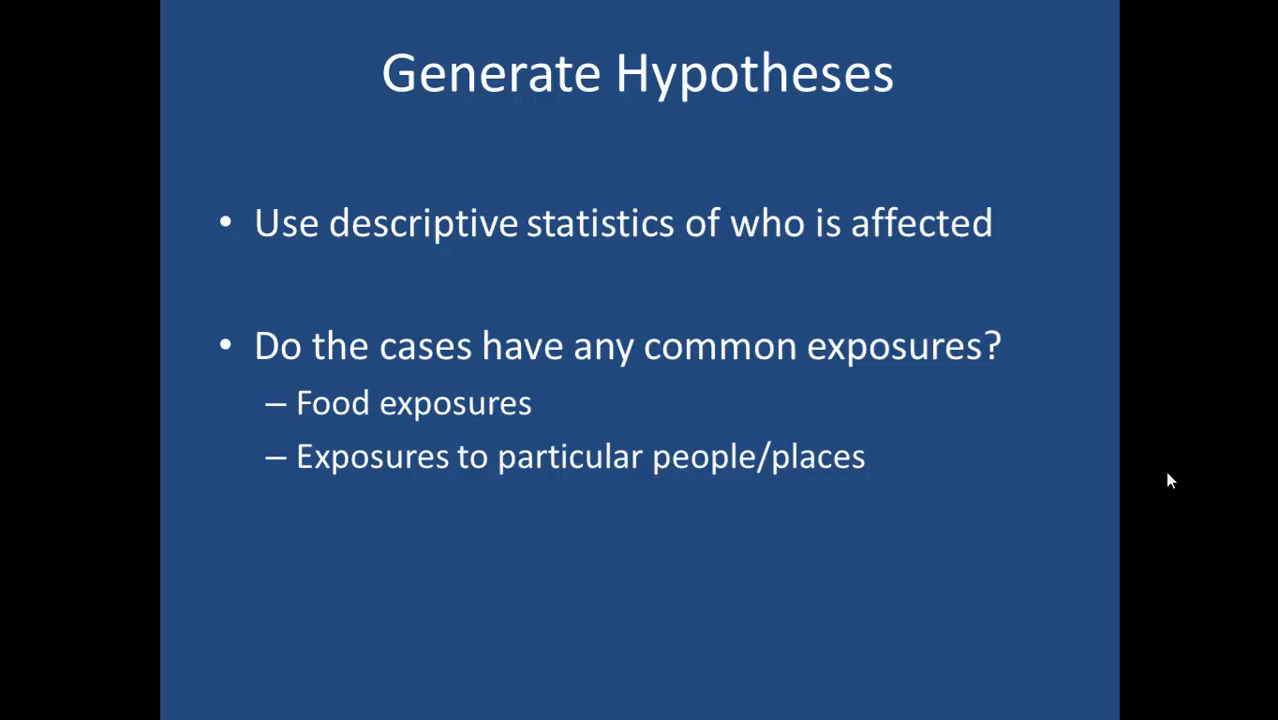 Generate Hypotheses
• Use descriptive statistics of who is affected
• Do the cases have any common exposures?
– Food exposures
– Exposures to particular people/places